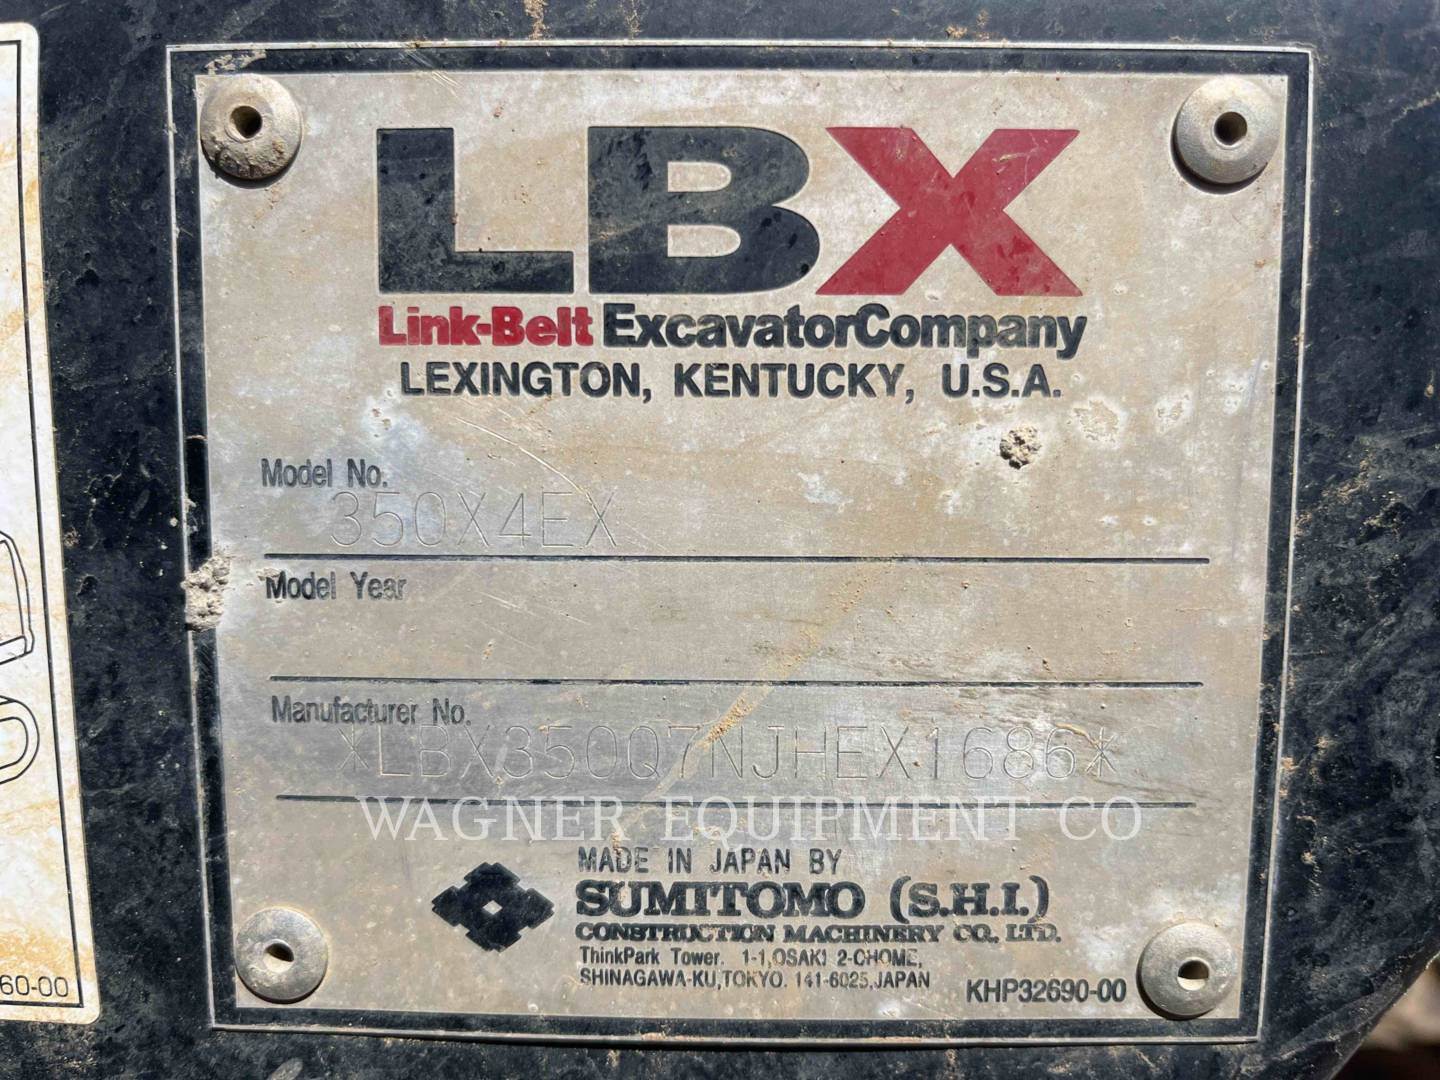 LBX
Link-Belt ExcavatorCompany
LEXINGTON, KENTUCKY, U.S.A.
Model No.
350X4EX
Model Year
Manufacturer No.
*LBX350Q7NJHEX1686*
WAGNER EQUIPMENT CO
MADE IN JAPAN BY
SUMITOMO (S.H.I.)
CONSTRUCTION MACHINERY CO., LTD.
ThinkPark Tower. 1-1,OSAKI 2-CHOME,
SHINAGAWA-KU,TOKYO. 141-6025,JAPAN
KHP32690-00
60-00